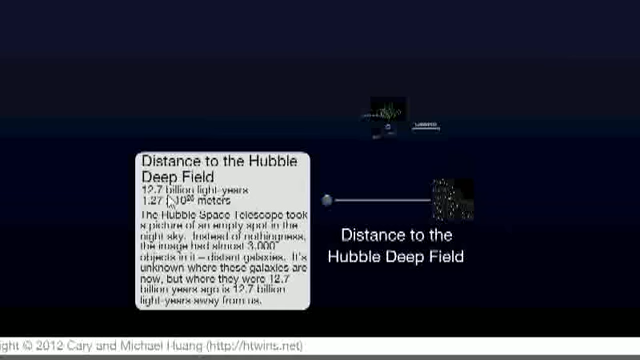 Distance to the Hubble
Deep Field
12.7 billion light-years
1.27 10²⁶ meters
The Hubble Space Telescope took
a picture of an empty spot in the
night sky. Instead of nothingness,
the image had almost 3,000
objects in it – distant galaxies. It's
unknown where these galaxies are
now, but where they were 12.7
billion years ago is 12.7 billion
light-years away from us.
Distance to the
Hubble Deep Field
ight © 2012 Cary and Michael Huang (http://htwins.net)